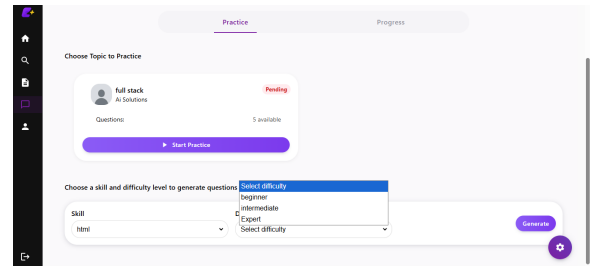 Practice
Progress
Choose Topic to Practice
full stack
Pending
Ai Solutions
Questions:
5 available
Start Practice
Choose a skill and difficulty level to generate questions
Select difficulty
beginner
intermediate
Expert
Skill
D
html
Select difficulty
Generate